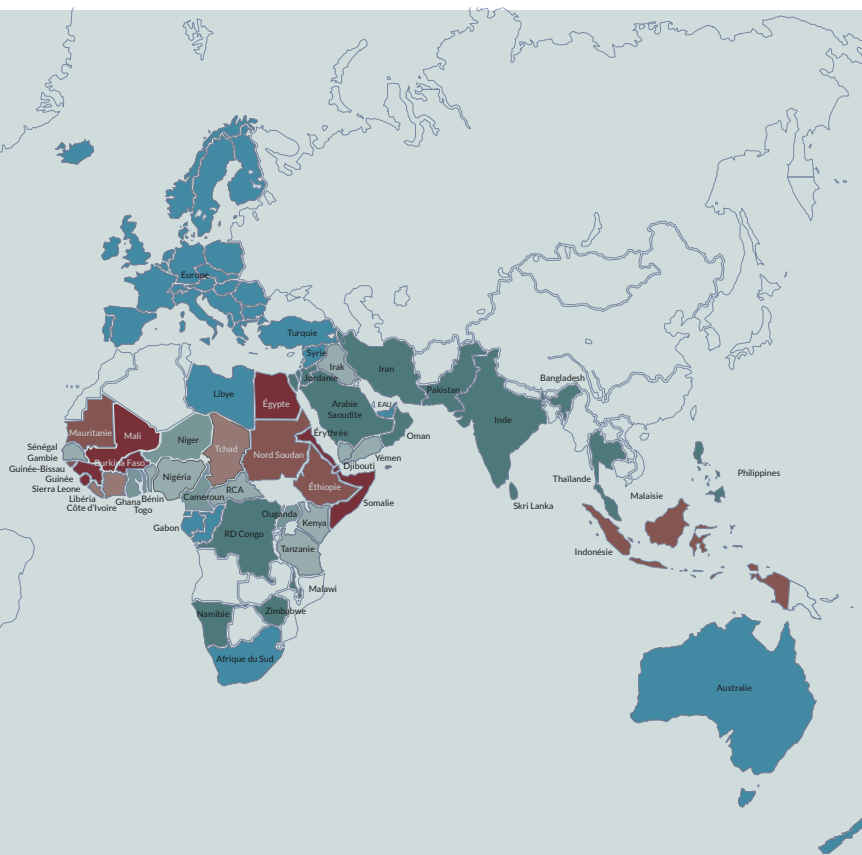 Europe
Turquie
Syrie
Irak
Iran
Jordanie
Pakistan
Bangladesh
Libye
Égypte
Arabie
Saoudite
EAU
Inde
Mauritanie
Mali
Niger
Tchad
Nord Soudan
Érythrée
Oman
Sénégal
Gambie
Guinée-Bissau
Guinée
Sierra Leone
Libéria
Côte d'Ivoire
Burkina Faso
Ghana
Togo
Bénin
Nigéria
Cameroun
RCA
Éthiopie
Djibouti
Yémen
Somalie
Thaïlande
Philippines
Malaisie
Skri Lanka
Gabon
RD Congo
Ouganda
Kenya
Tanzanie
Indonésie
Malawi
Namibie
Zimbabwe
Afrique du Sud
Australie